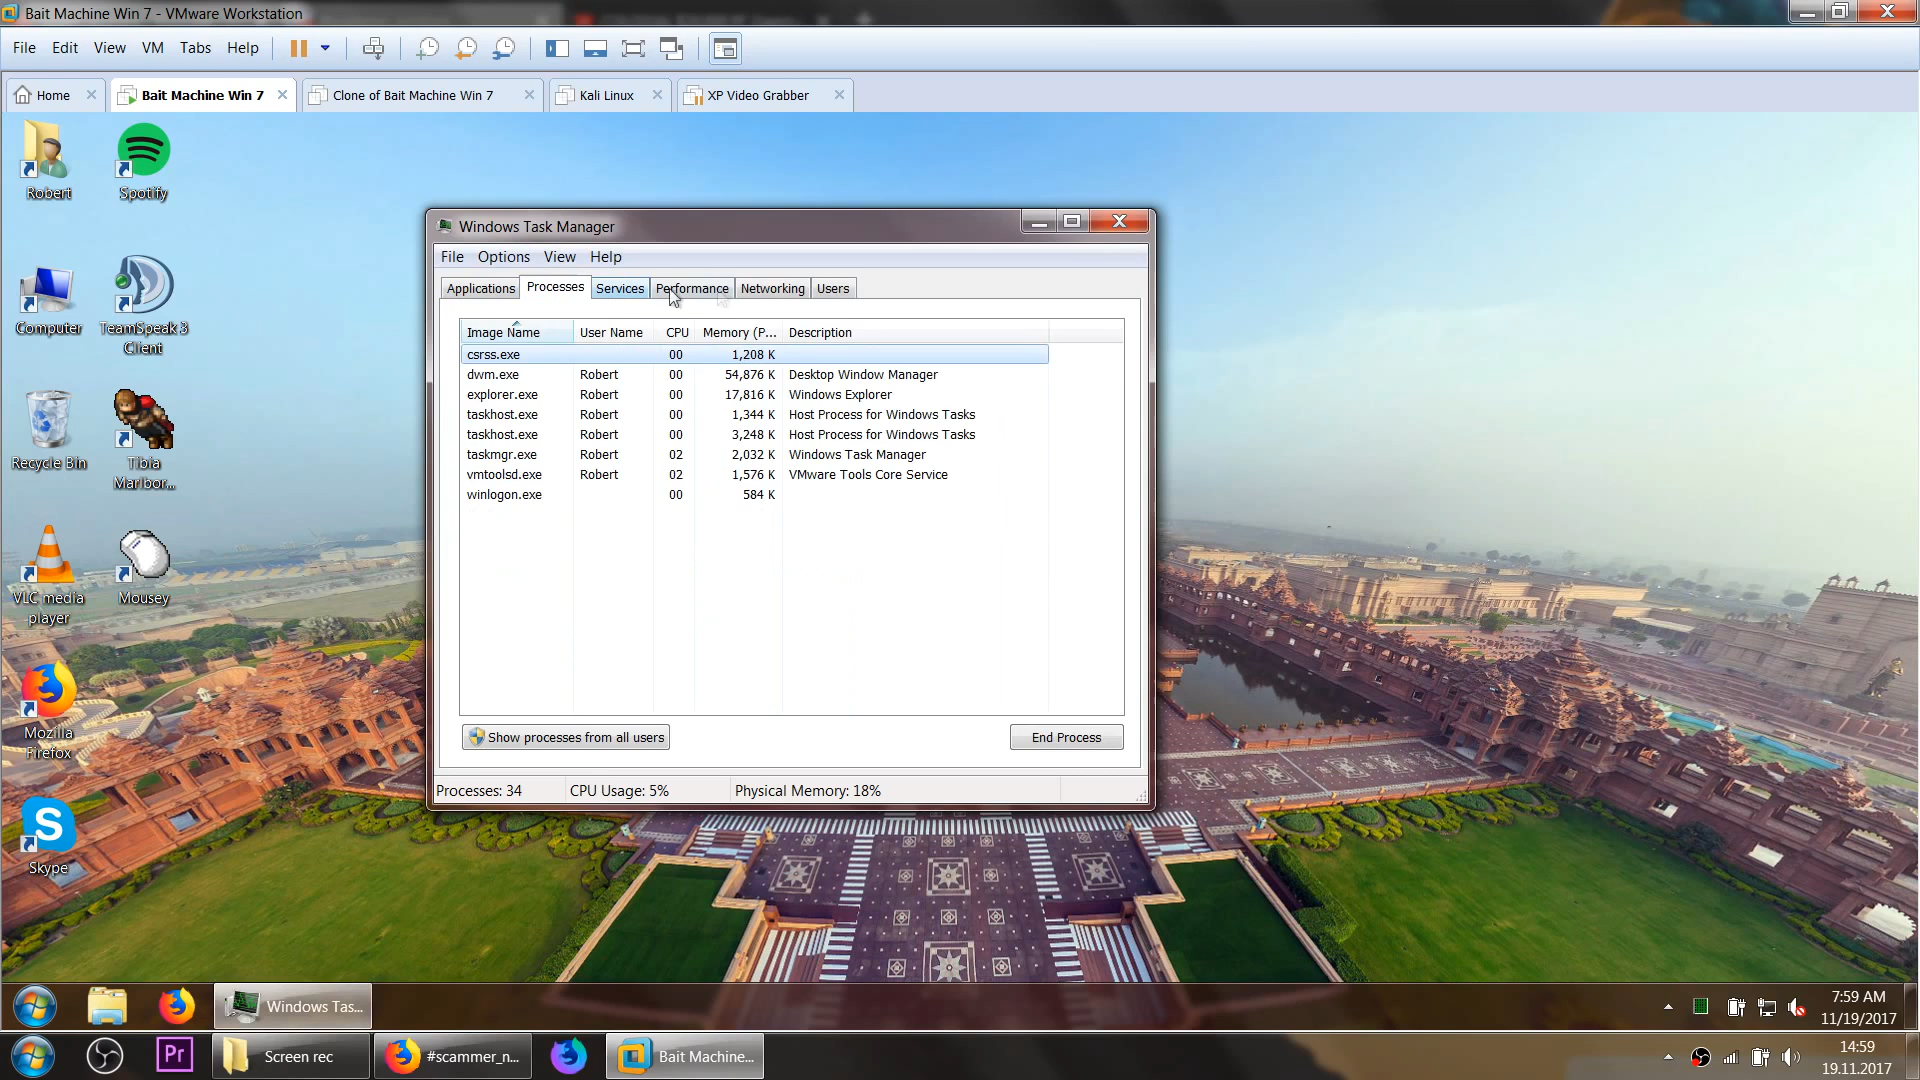 Bait Machine Win 7 - VMware Workstation
File Edit View VM Tabs Help
Home
Bait Machine Win 7
Clone of Bait Machine Win 7
Kali Linux
XP Video Grabber
Robert
Spotify
Computer
TeamSpeak 3
Client
Recycle Bin
Tibia
Marlbor...
VLC media
player
Mousey
Mozilla
Firefox
S
Skype
Windows Task Manager
File Options View Help
Applications Processes Services Performance Networking Users
Image Name User Name CPU Memory (P... Description
csrss.exe 00 1,208 K
dwm.exe Robert 00 54,876 K Desktop Window Manager
explorer.exe Robert 00 17,816 K Windows Explorer
taskhost.exe Robert 00 1,344 K Host Process for Windows Tasks
taskhost.exe Robert 00 3,248 K Host Process for Windows Tasks
taskmgr.exe Robert 02 2,032 K Windows Task Manager
vmtoolsd.exe Robert 02 1,576 K VMware Tools Core Service
winlogon.exe 00 584 K
Show processes from all users
End Process
Processes: 34 CPU Usage: 5% Physical Memory: 18%
Windows Tas...
7:59 AM
11/19/2017
Pr
Screen rec
#scammer_n...
Bait Machine...
14:59
19.11.2017